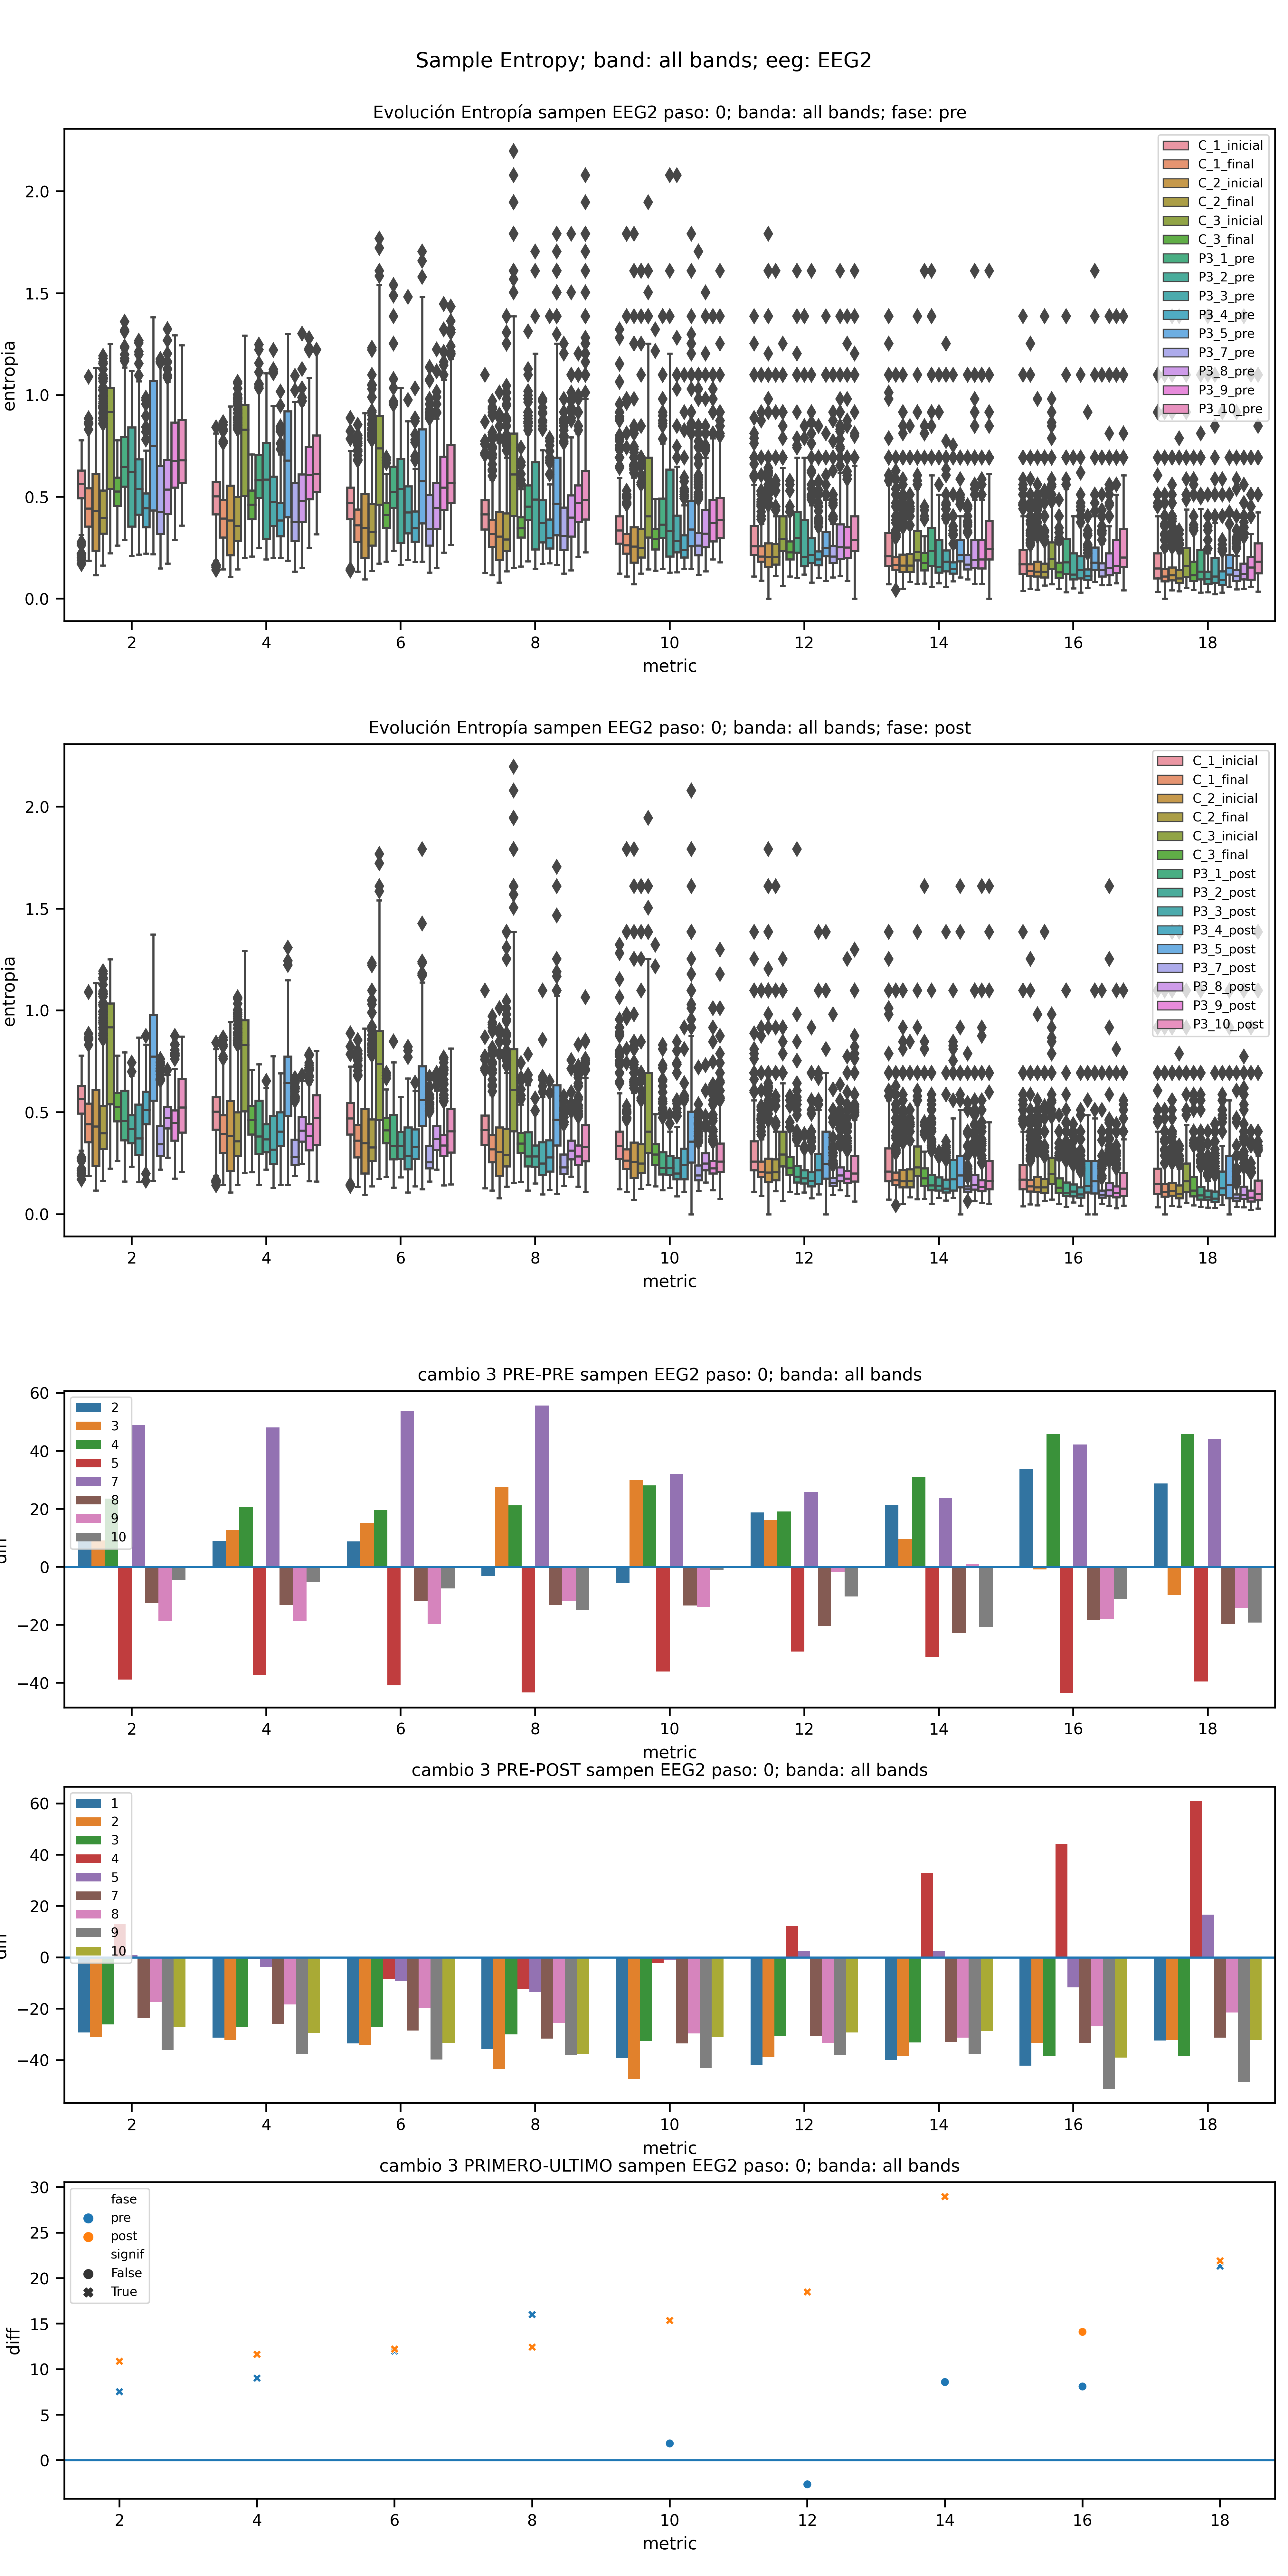 Sample Entropy; band: all bands; eeg: EEG2
Evolución Entropía sampen EEG2 paso: 0; banda: all bands; fase: pre
entropia
2.0
1.5
1.0
0.5
0.0
C_1_inicial
C_1_final
C_2_inicial
C_2_final
C_3_inicial
C_3_final
P3_1_pre
P3_2_pre
P3_3_pre
P3_4_pre
P3_5_pre
P3_7_pre
P3_8_pre
P3_9_pre
P3_10_pre
2 4 6 8 10 12 14 16 18
metric
Evolución Entropía sampen EEG2 paso: 0; banda: all bands; fase: post
entropia
2.0
1.5
1.0
0.5
0.0
C_1_inicial
C_1_final
C_2_inicial
C_2_final
C_3_inicial
C_3_final
P3_1_post
P3_2_post
P3_3_post
P3_4_post
P3_5_post
P3_7_post
P3_8_post
P3_9_post
P3_10_post
2 4 6 8 10 12 14 16 18
metric
cambio 3 PRE-PRE sampen EEG2 paso: 0; banda: all bands
diff
60
40
20
0
−20
−40
2
3
4
5
7
8
9
10
2 4 6 8 10 12 14 16 18
metric
cambio 3 PRE-POST sampen EEG2 paso: 0; banda: all bands
diff
60
40
20
0
−20
−40
1
2
3
4
5
7
8
9
10
2 4 6 8 10 12 14 16 18
metric
cambio 3 PRIMERO-ULTIMO sampen EEG2 paso: 0; banda: all bands
diff
30
25
20
15
10
5
0
fase
pre
post
signif
False
True
2 4 6 8 10 12 14 16 18
metric